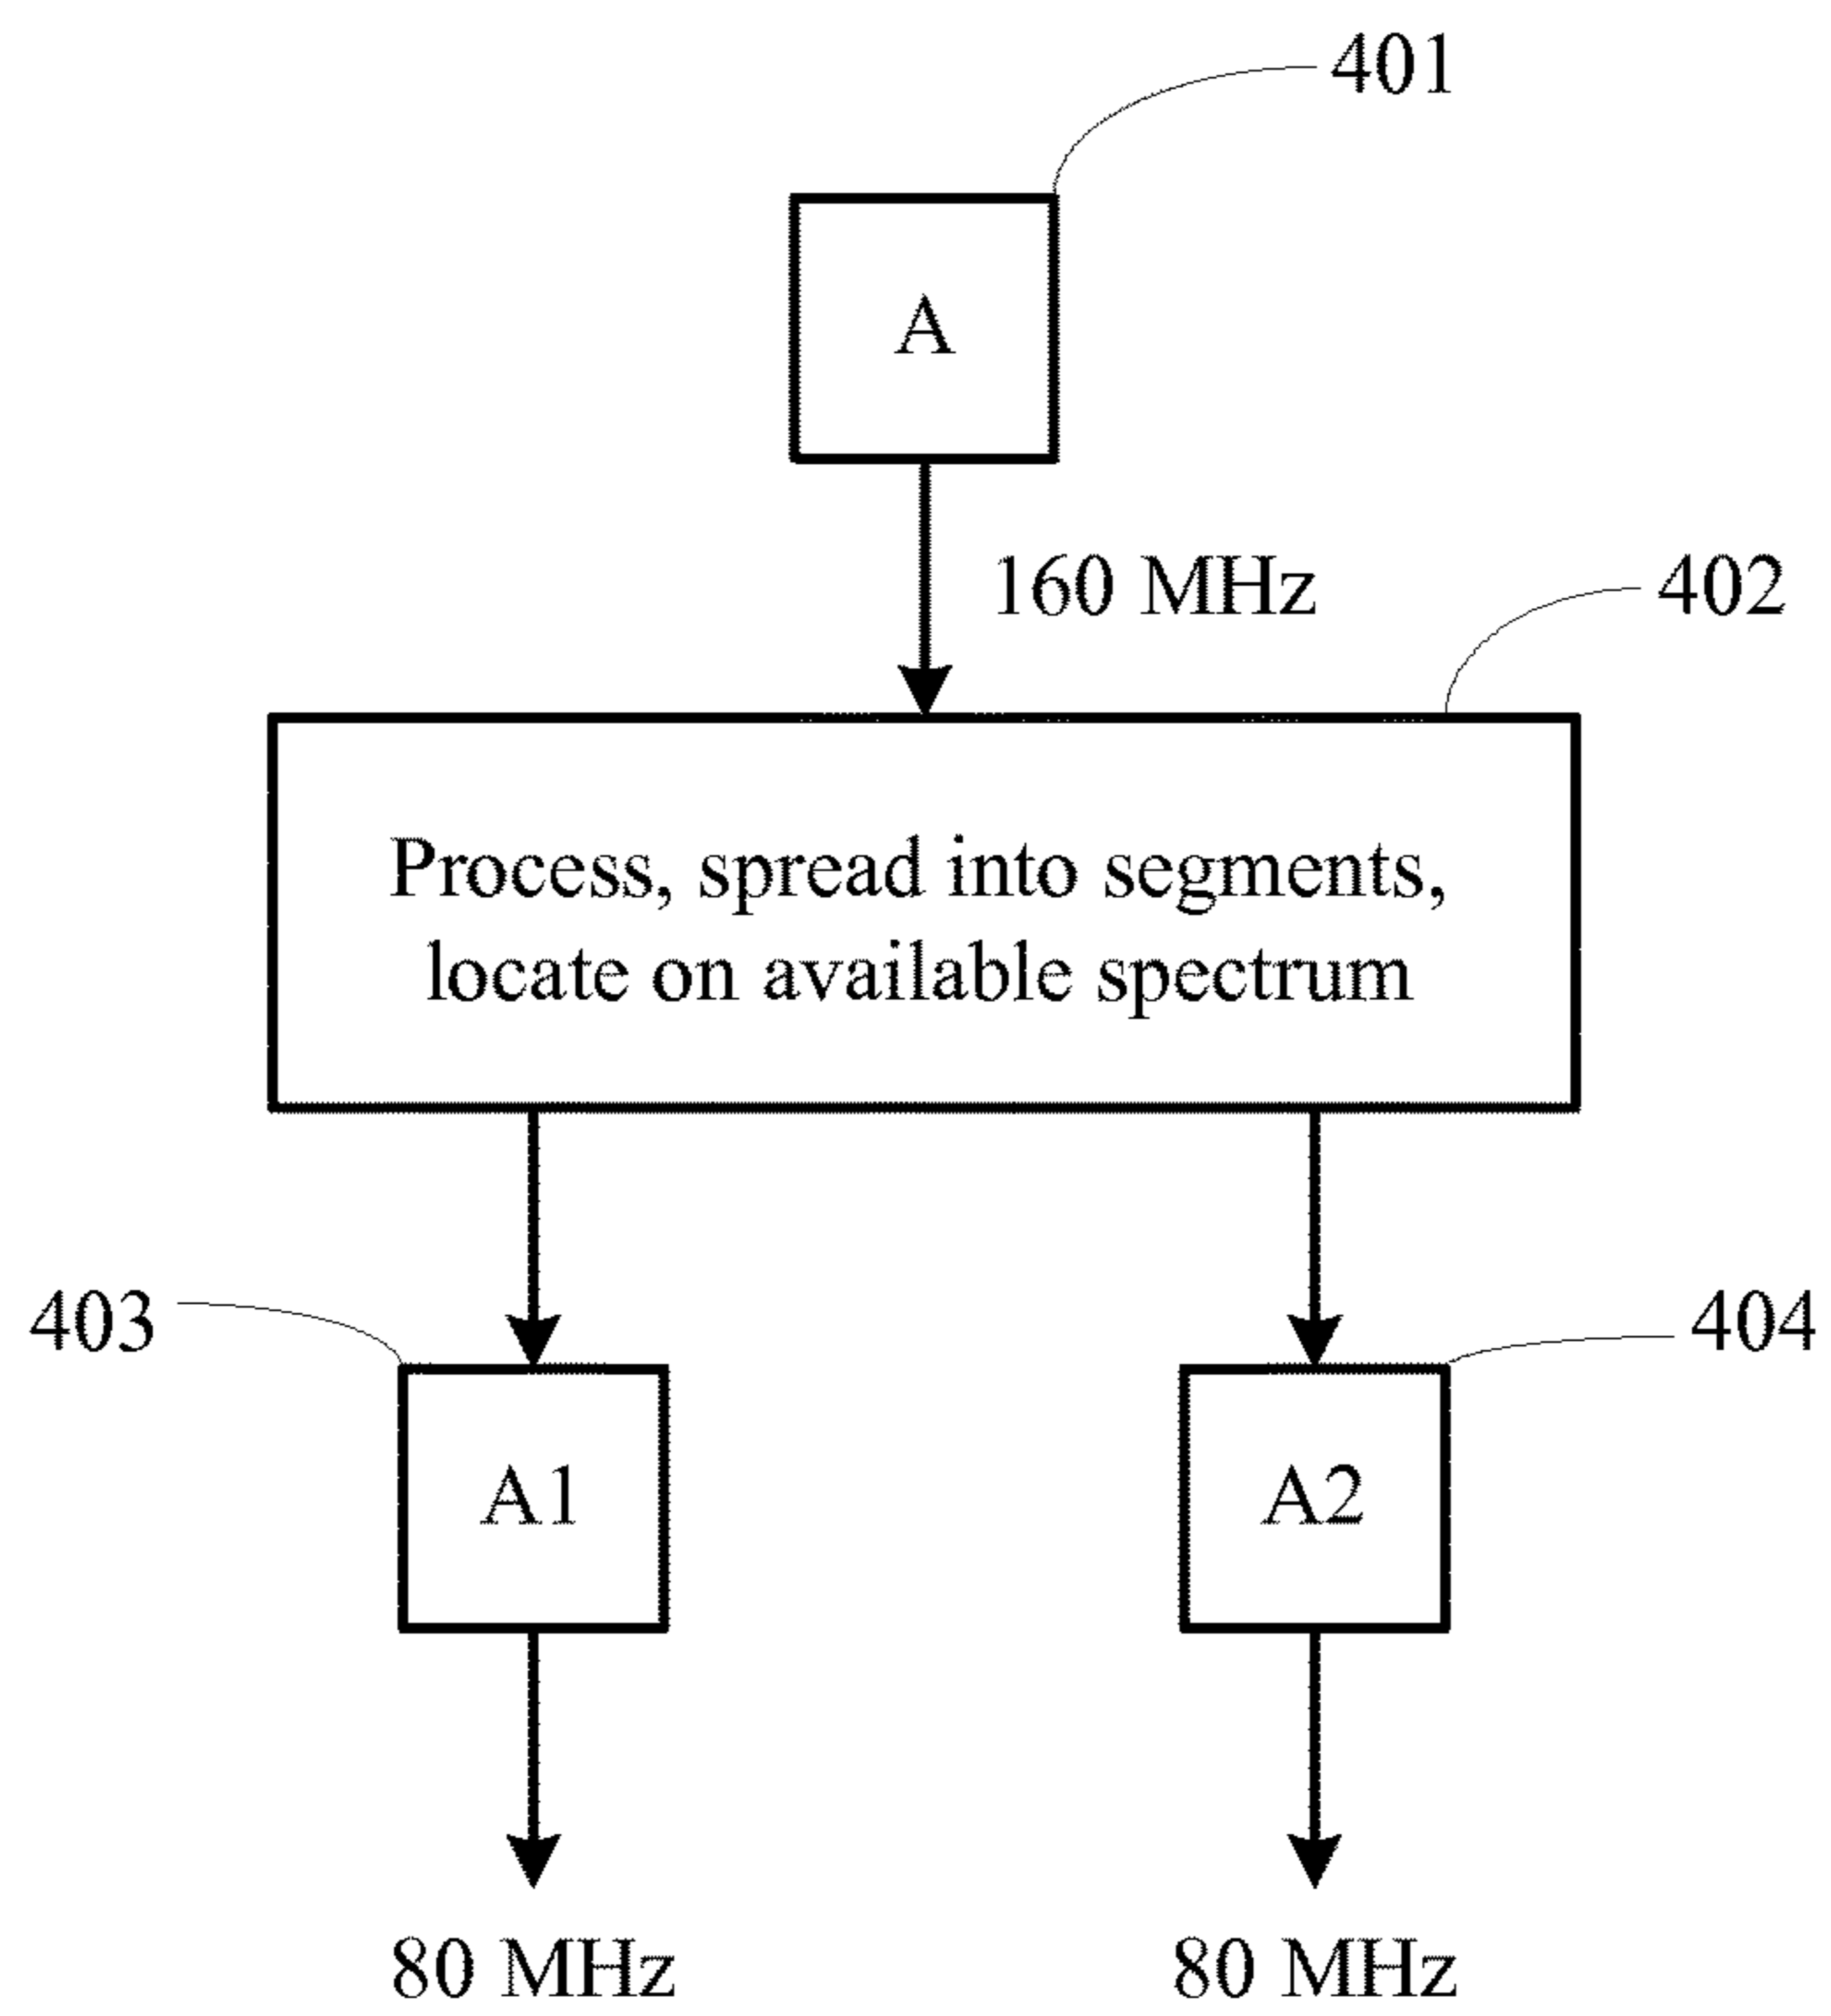 401
A
160 MHz
402
Process, spread into segments,
locate on available spectrum
403
404
A1
A2
80 MHz
80 MHz